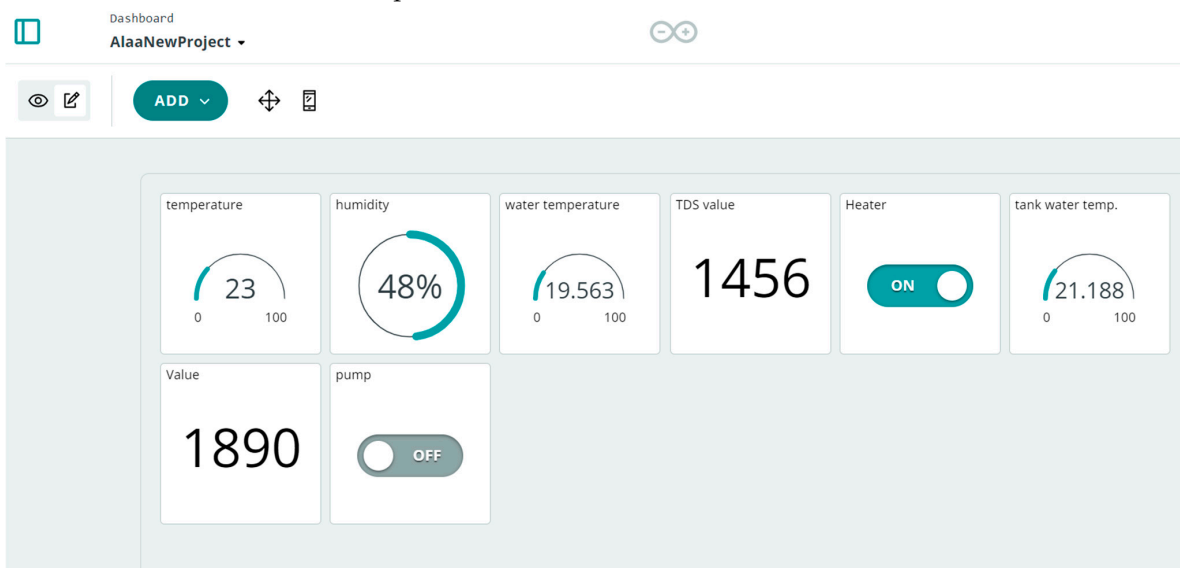 Dashboard
AlaaNewProject
ADD
temperature
23
0 100
humidity
48%
water temperature
19.563
0 100
TDS value
1456
Heater
ON
tank water temp.
21.188
0 100
Value
1890
pump
OFF